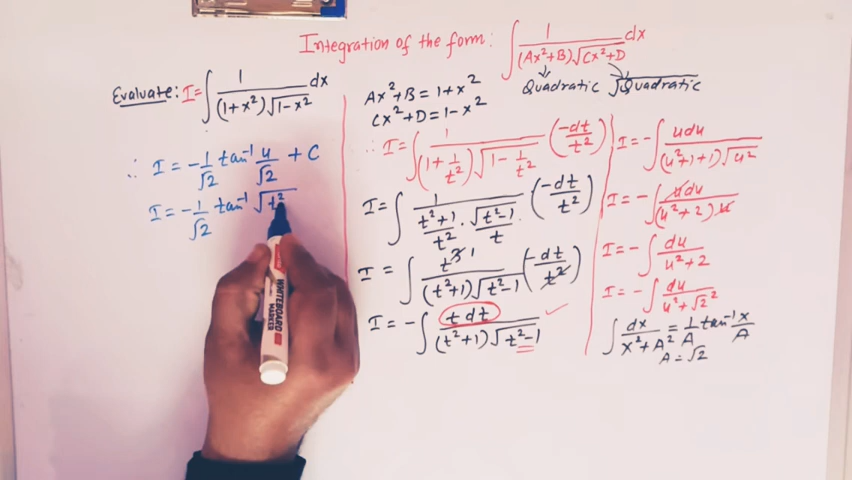 Integration of the form: ∫ 1/((Ax²+B)√(Cx²+D)) dx
Quadratic √Quadratic
Evaluate: I=∫ 1/((1+x²)√(1-x²)) dx
∴ I = -1/√2 tan⁻¹ u/√2 + C
I = -1/√2 tan⁻¹ √t²
Ax²+B = 1+x²
Cx²+D = 1-x²
∴ I=∫ 1/((1+1/t²)√(1-1/t²)) (-dt/t²)
I=∫ 1/((t²+1)/t² · √(t²-1)/t) (-dt/t²)
I = ∫ t³ 1/((t²+1)√(t²-1)) (-dt/t²)
I = -∫ t dt/((t²+1)√(t²-1)) ✓
I = -∫ udu/((u²+1+1)√u²)
I = -∫ udu/((u²+2)u)
I = -∫ du/(u²+2)
I = -∫ du/(u²+√2²)
∫ dx/(x²+A²) = 1/A tan⁻¹ x/A
A = √2
WHITEBOARD MARKER